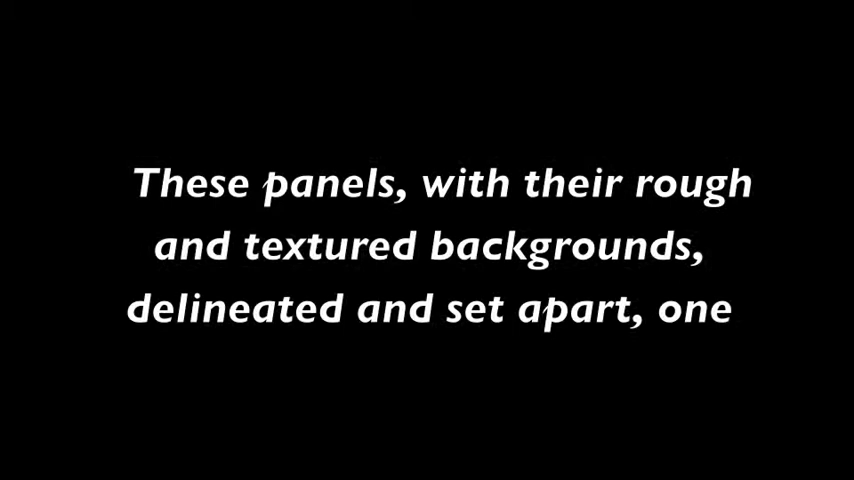 These panels, with their rough
and textured backgrounds,
delineated and set apart, one